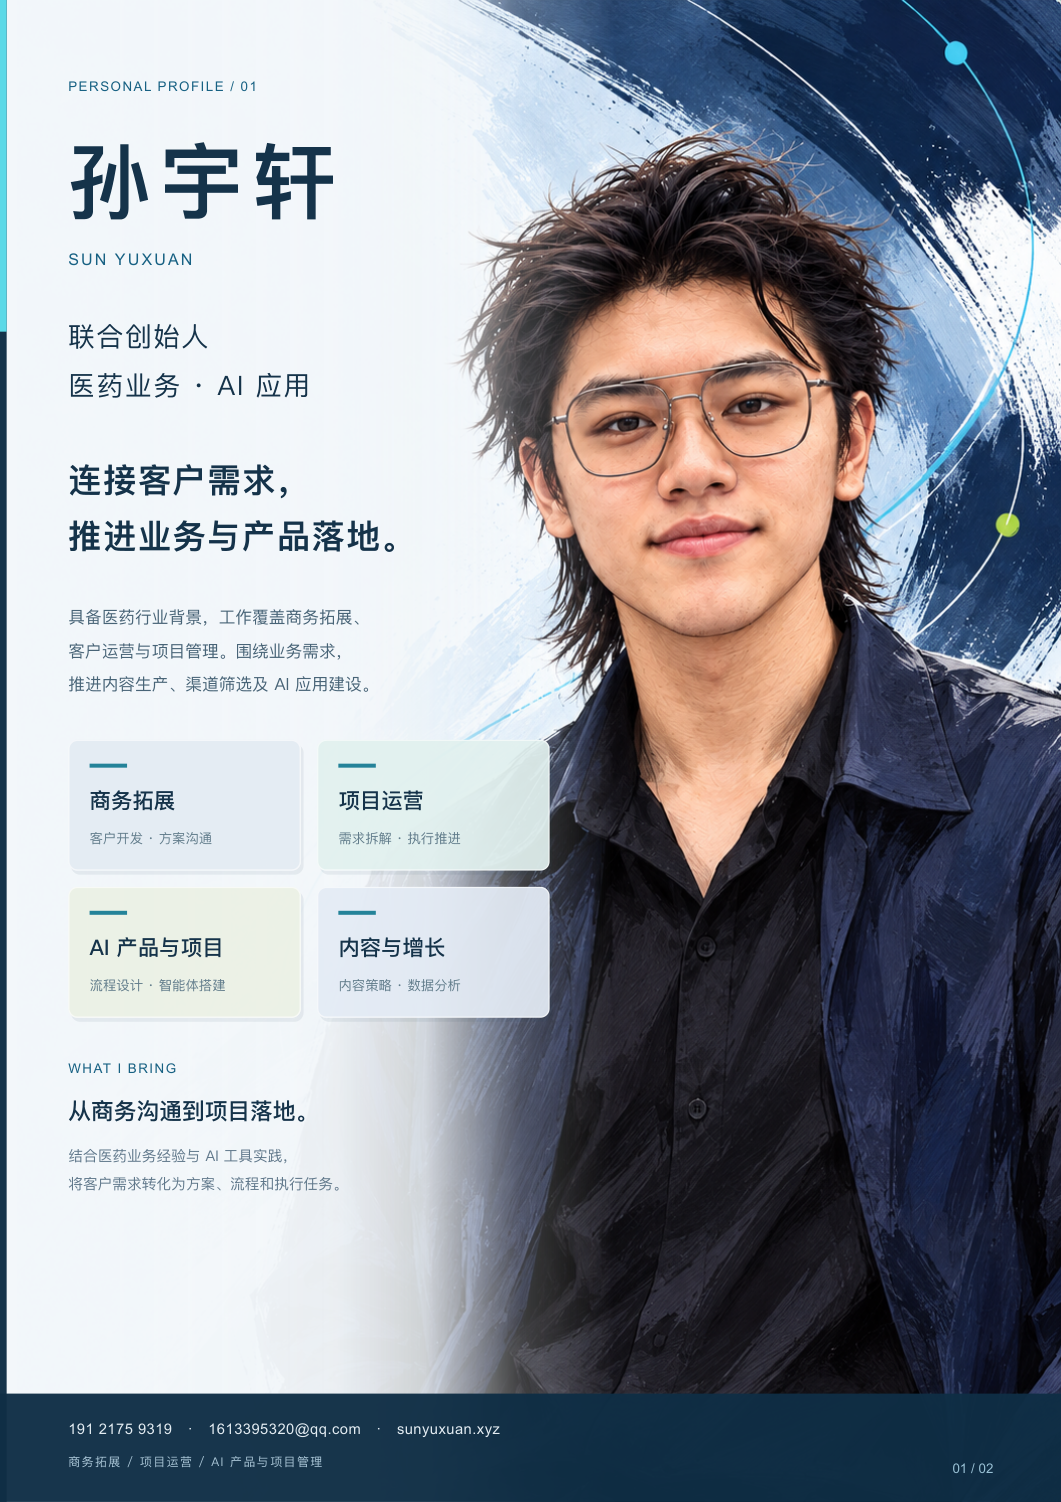 PERSONAL PROFILE / 01
孙宇轩
SUN YUXUAN
联合创始人
医药业务 · AI 应用
连接客户需求，
推进业务与产品落地。
具备医药行业背景，工作覆盖商务拓展、
客户运营与项目管理。围绕业务需求，
推进内容生产、渠道筛选及 AI 应用建设。
商务拓展
客户开发 · 方案沟通
项目运营
需求拆解 · 执行推进
AI 产品与项目
流程设计 · 智能体搭建
内容与增长
内容策略 · 数据分析
WHAT I BRING
从商务沟通到项目落地。
结合医药业务经验与 AI 工具实践，
将客户需求转化为方案、流程和执行任务。
191 2175 9319 · 1613395320@qq.com · sunyuxuan.xyz
商务拓展 / 项目运营 / AI 产品与项目管理
01 / 02